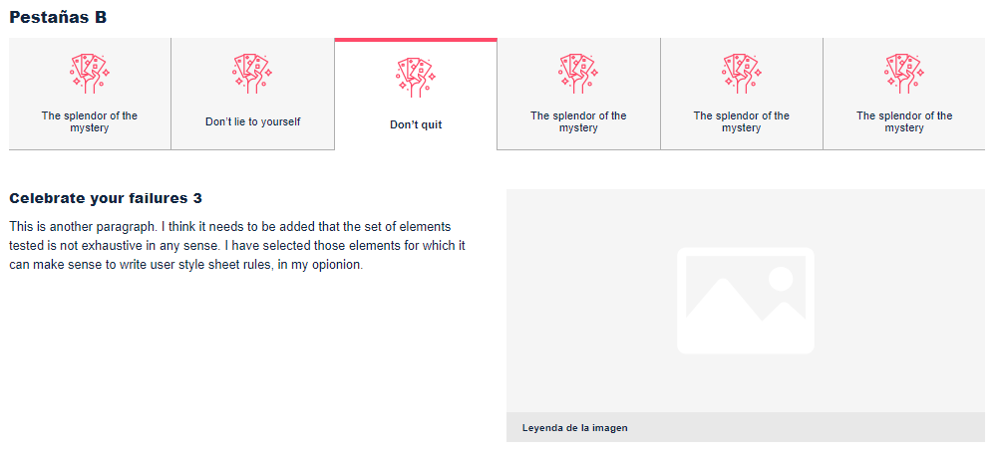 Pestañas B
The splendor of the
mystery
Don’t lie to yourself
Don’t quit
The splendor of the
mystery
The splendor of the
mystery
The splendor of the
mystery
Celebrate your failures 3
This is another paragraph. I think it needs to be added that the set of elements
tested is not exhaustive in any sense. I have selected those elements for which it
can make sense to write user style sheet rules, in my opionion.
Leyenda de la imagen